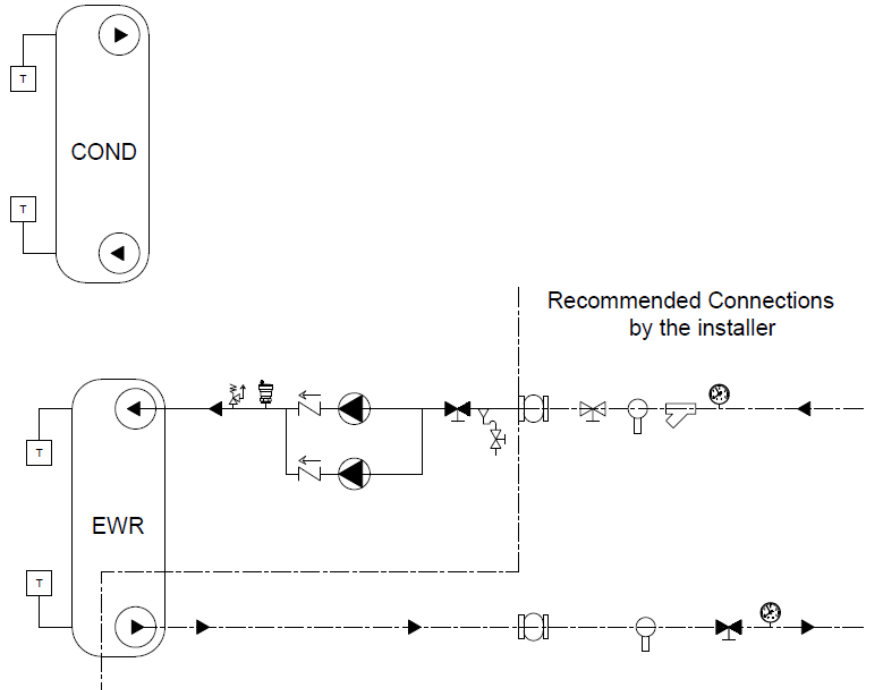 T
COND
T
Recommended Connections
by the installer
T
EWR
T